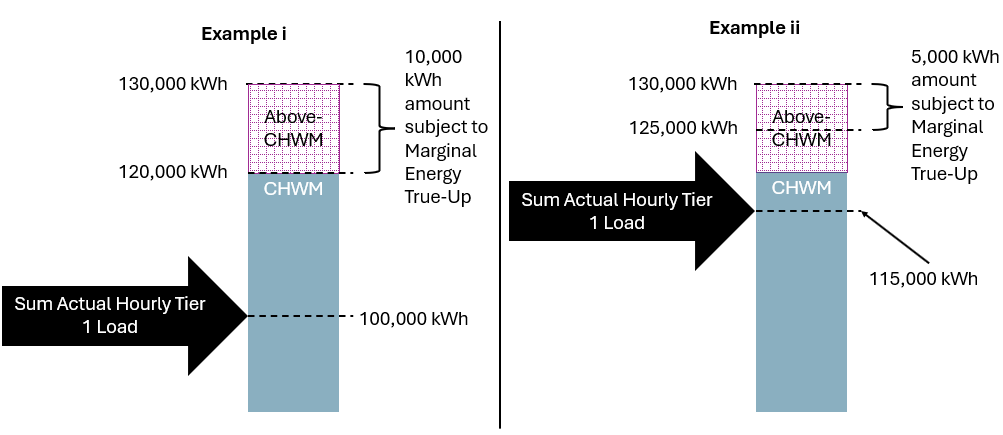 Example i
130,000 kWh
10,000
kWh
amount
subject to
Marginal
Energy
True-Up
Above-
CHWM
120,000 kWh
CHWM
Sum Actual Hourly Tier
1 Load
100,000 kWh
Example ii
130,000 kWh
5,000 kWh
amount
subject to
Marginal
Energy
True-Up
Above-
CHWM
125,000 kWh
CHWM
Sum Actual Hourly Tier
1 Load
115,000 kWh